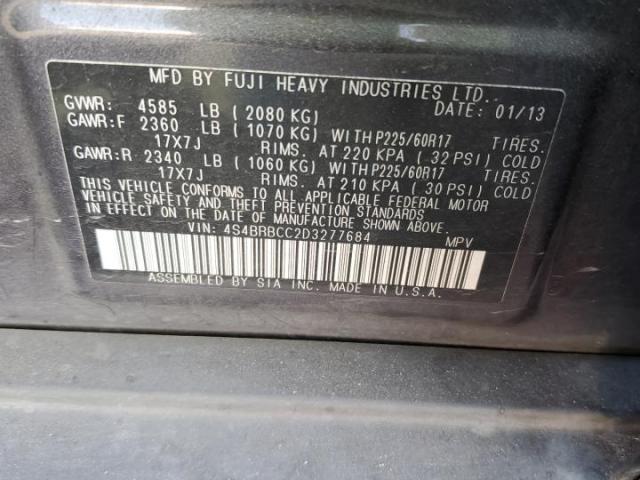 MFD BY FUJI HEAVY INDUSTRIES LTD.
GVWR: 4585 LB ( 2080 KG) DATE: 01/13
GAWR:F 2360 LB ( 1070 KG) WITH P225/60R17 TIRES.
17X7J RIMS. AT 220 KPA ( 32 PSI) COLD
GAWR:R 2340 LB ( 1060 KG) WITH P225/60R17 TIRES.
17X7J RIMS. AT 210 KPA ( 30 PSI) COLD
THIS VEHICLE CONFORMS TO ALL APPLICABLE FEDERAL MOTOR
VEHICLE SAFETY AND THEFT PREVENTION STANDARDS
IN EFFECT ON THE DATE OF MANUFACTURE SHOWN ABOVE.
VIN: 4S4BRBCC2D3277684 MPV
ASSEMBLED BY SIA INC. MADE IN U.S.A.